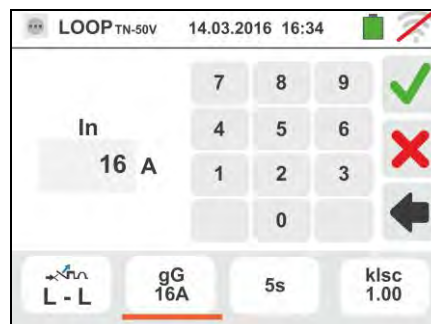 LOOP TN-50V 14.03.2016 16:34
7 8 9
In 4 5 6
16 A
1 2 3
0
L - L gG 16A 5s kIsc 1.00